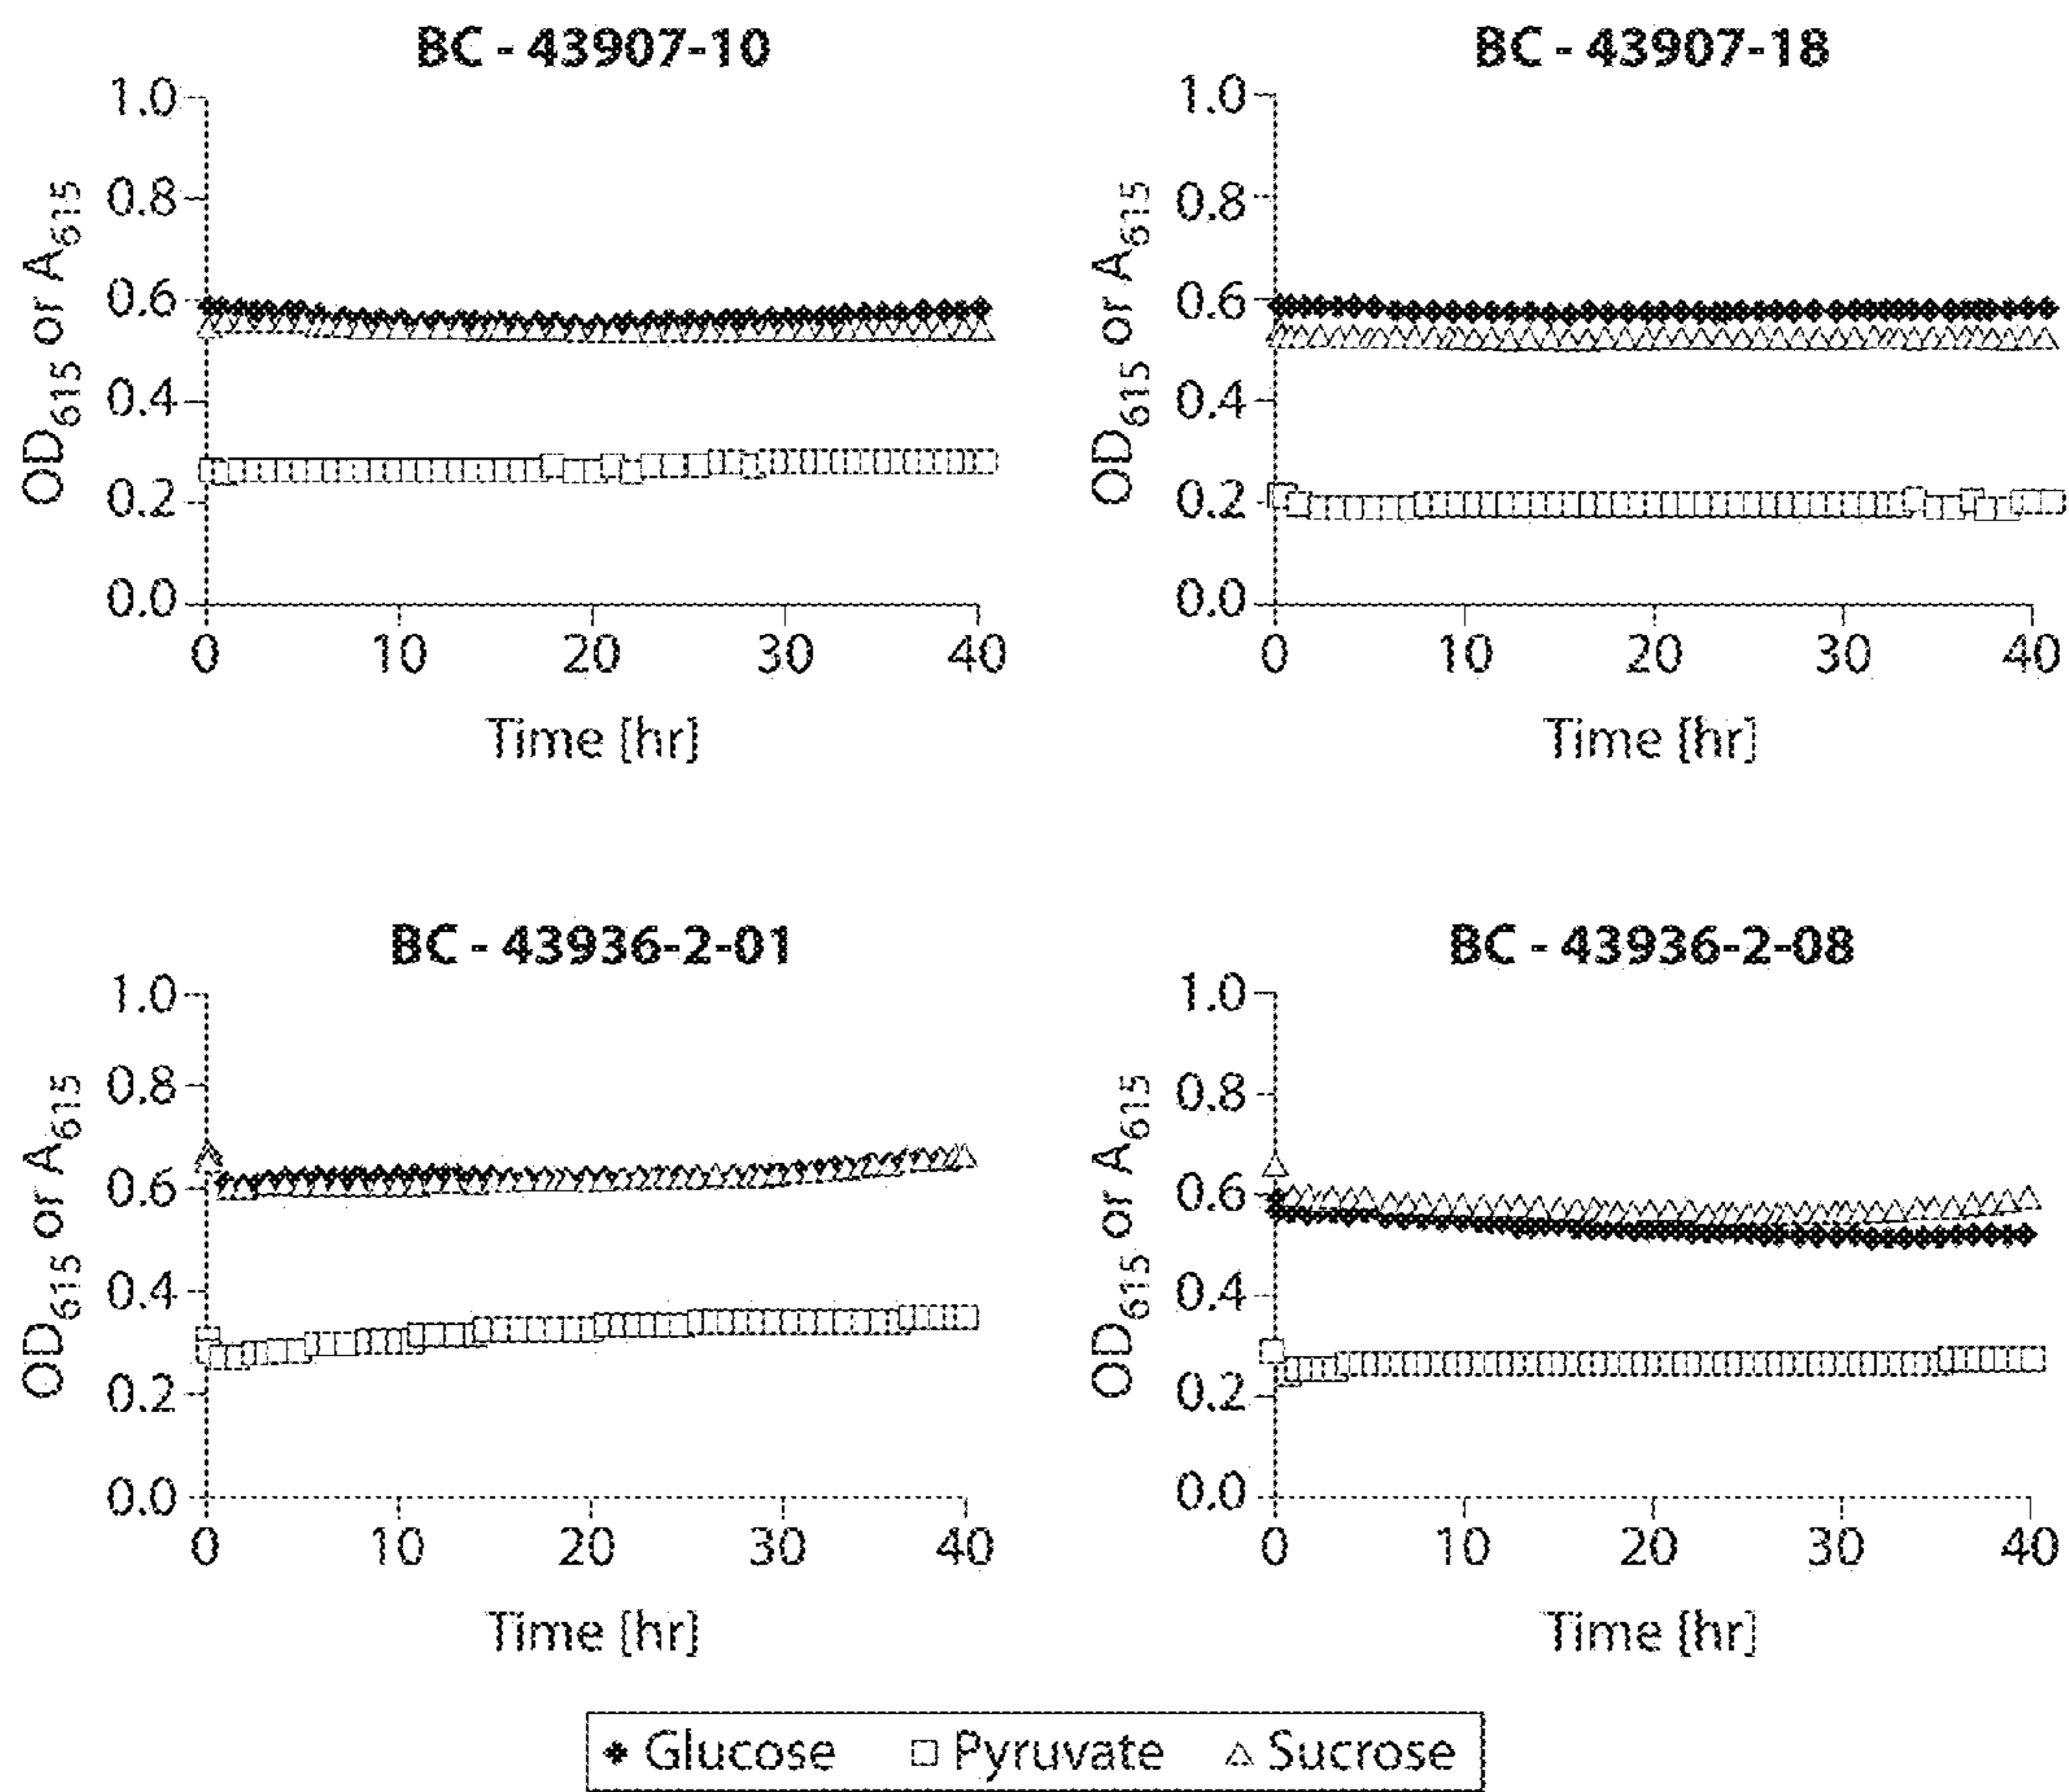 BC - 43907-10
1.0
0.8
0.6
0.4
0.2
0.0
OD615 or A615
0 10 20 30 40
Time [hr]
BC - 43907-18
1.0
0.8
0.6
0.4
0.2
0.0
OD615 or A615
0 10 20 30 40
Time [hr]
BC - 43936-2-01
1.0
0.8
0.6
0.4
0.2
0.0
OD615 or A615
0 10 20 30 40
Time [hr]
BC - 43936-2-08
1.0
0.8
0.6
0.4
0.2
0.0
OD615 or A615
0 10 20 30 40
Time [hr]
Glucose Pyruvate Sucrose